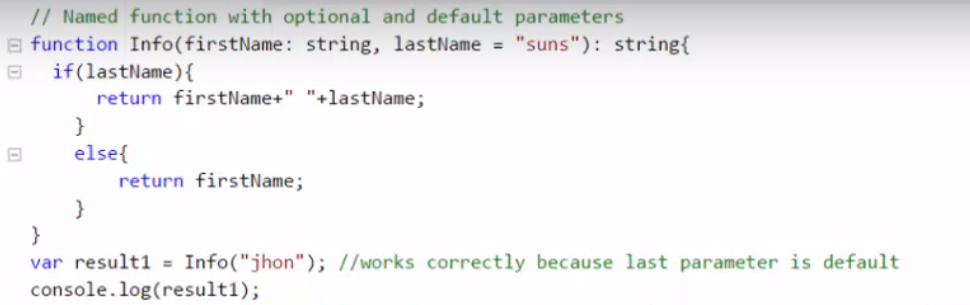 // Named function with optional and default parameters
function Info(firstName: string, lastName = "suns"): string{
if(lastName){
return firstName+" "+lastName;
}
else{
return firstName;
}
}
var result1 = Info("jhon"); //works correctly because last parameter is default
console.log(result1);